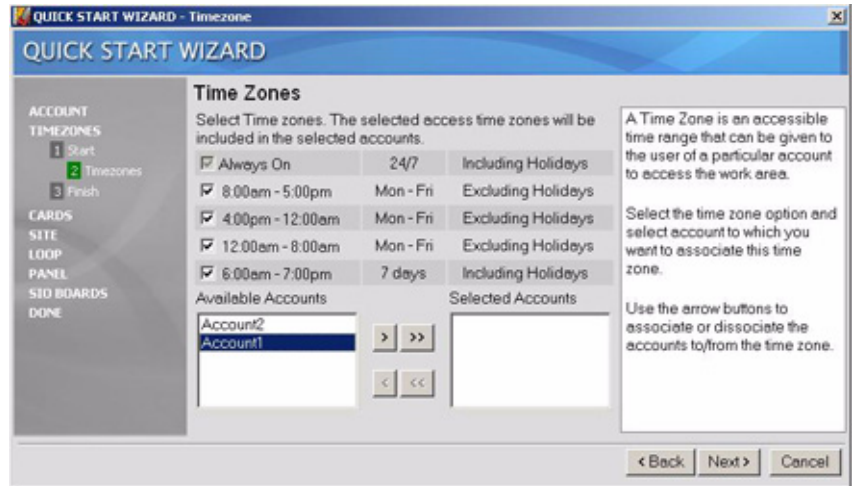 QUICK START WIZARD - Timezone
QUICK START WIZARD
ACCOUNT
TIMEZONES
1 Start
2 Timezones
3 Finish
CARDS
SITE
LOOP
PANEL
SIO BOARDS
DONE
Time Zones
Select Time zones. The selected access time zones will be
included in the selected accounts.
Always On 24/7 Including Holidays
8:00am - 5:00pm Mon - Fri Excluding Holidays
4:00pm - 12:00am Mon - Fri Excluding Holidays
12:00am - 8:00am Mon - Fri Excluding Holidays
6:00am - 7:00pm 7 days Including Holidays
Available Accounts Selected Accounts
Account2
Account1
> >>
< <<
A Time Zone is an accessible
time range that can be given to
the user of a particular account
to access the work area.
Select the time zone option and
select account to which you
want to associate this time
zone.
Use the arrow buttons to
associate or dissociate the
accounts to/from the time zone.
< Back Next > Cancel